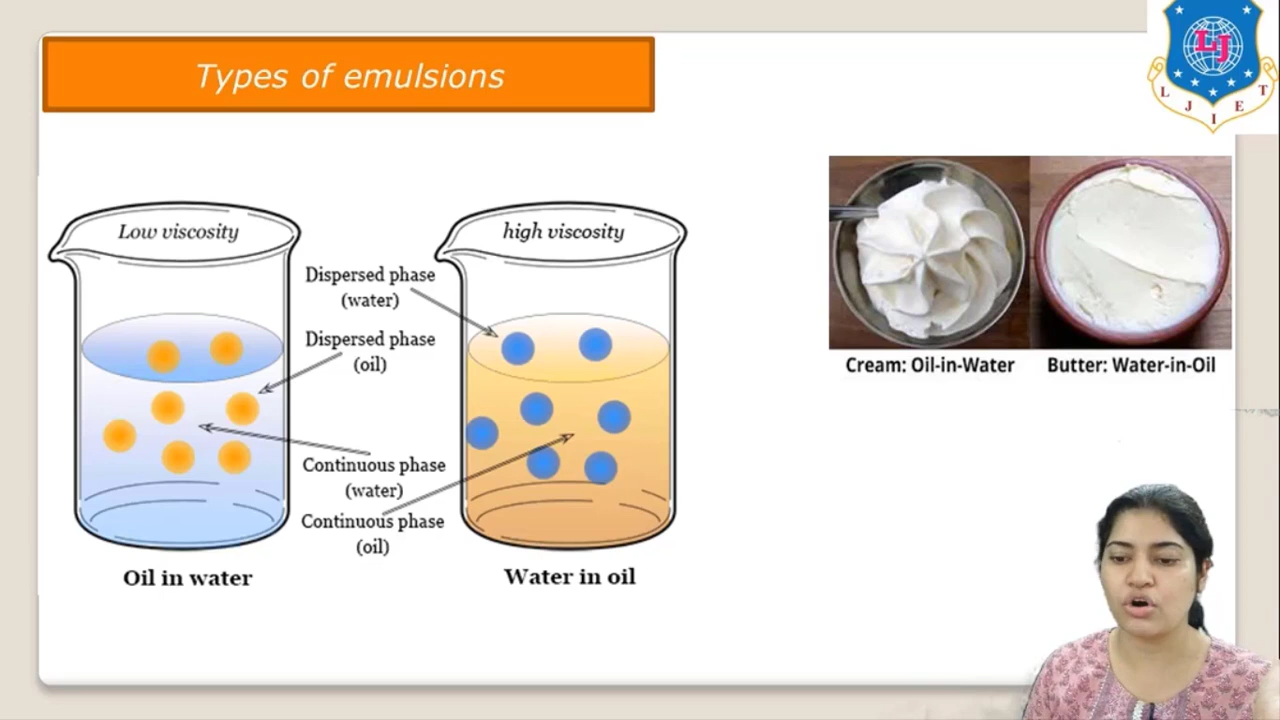 Types of emulsions
LJ
L J I E T
Low viscosity
high viscosity
Dispersed phase
(water)
Dispersed phase
(oil)
Continuous phase
(water)
Continuous phase
(oil)
Oil in water
Water in oil
Cream: Oil-in-Water
Butter: Water-in-Oil